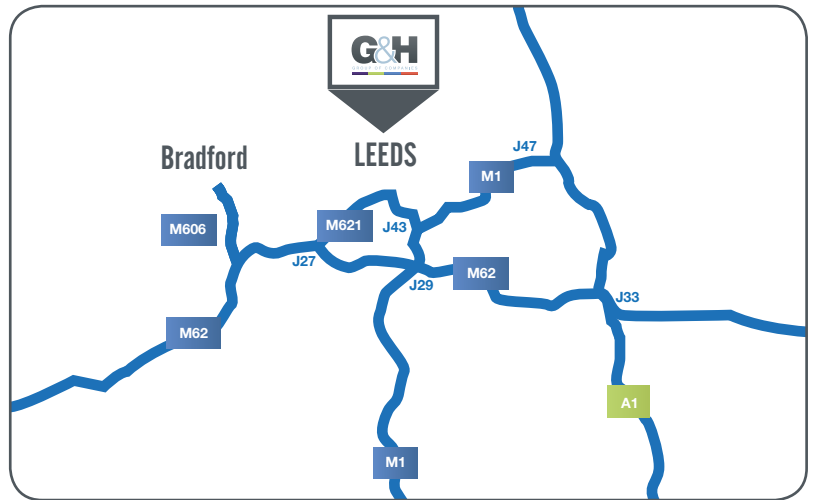 G&H
GROUP OF COMPANIES
Bradford
LEEDS
J47
M1
M606
M621
J43
J27
J29
M62
J33
M62
A1
M1